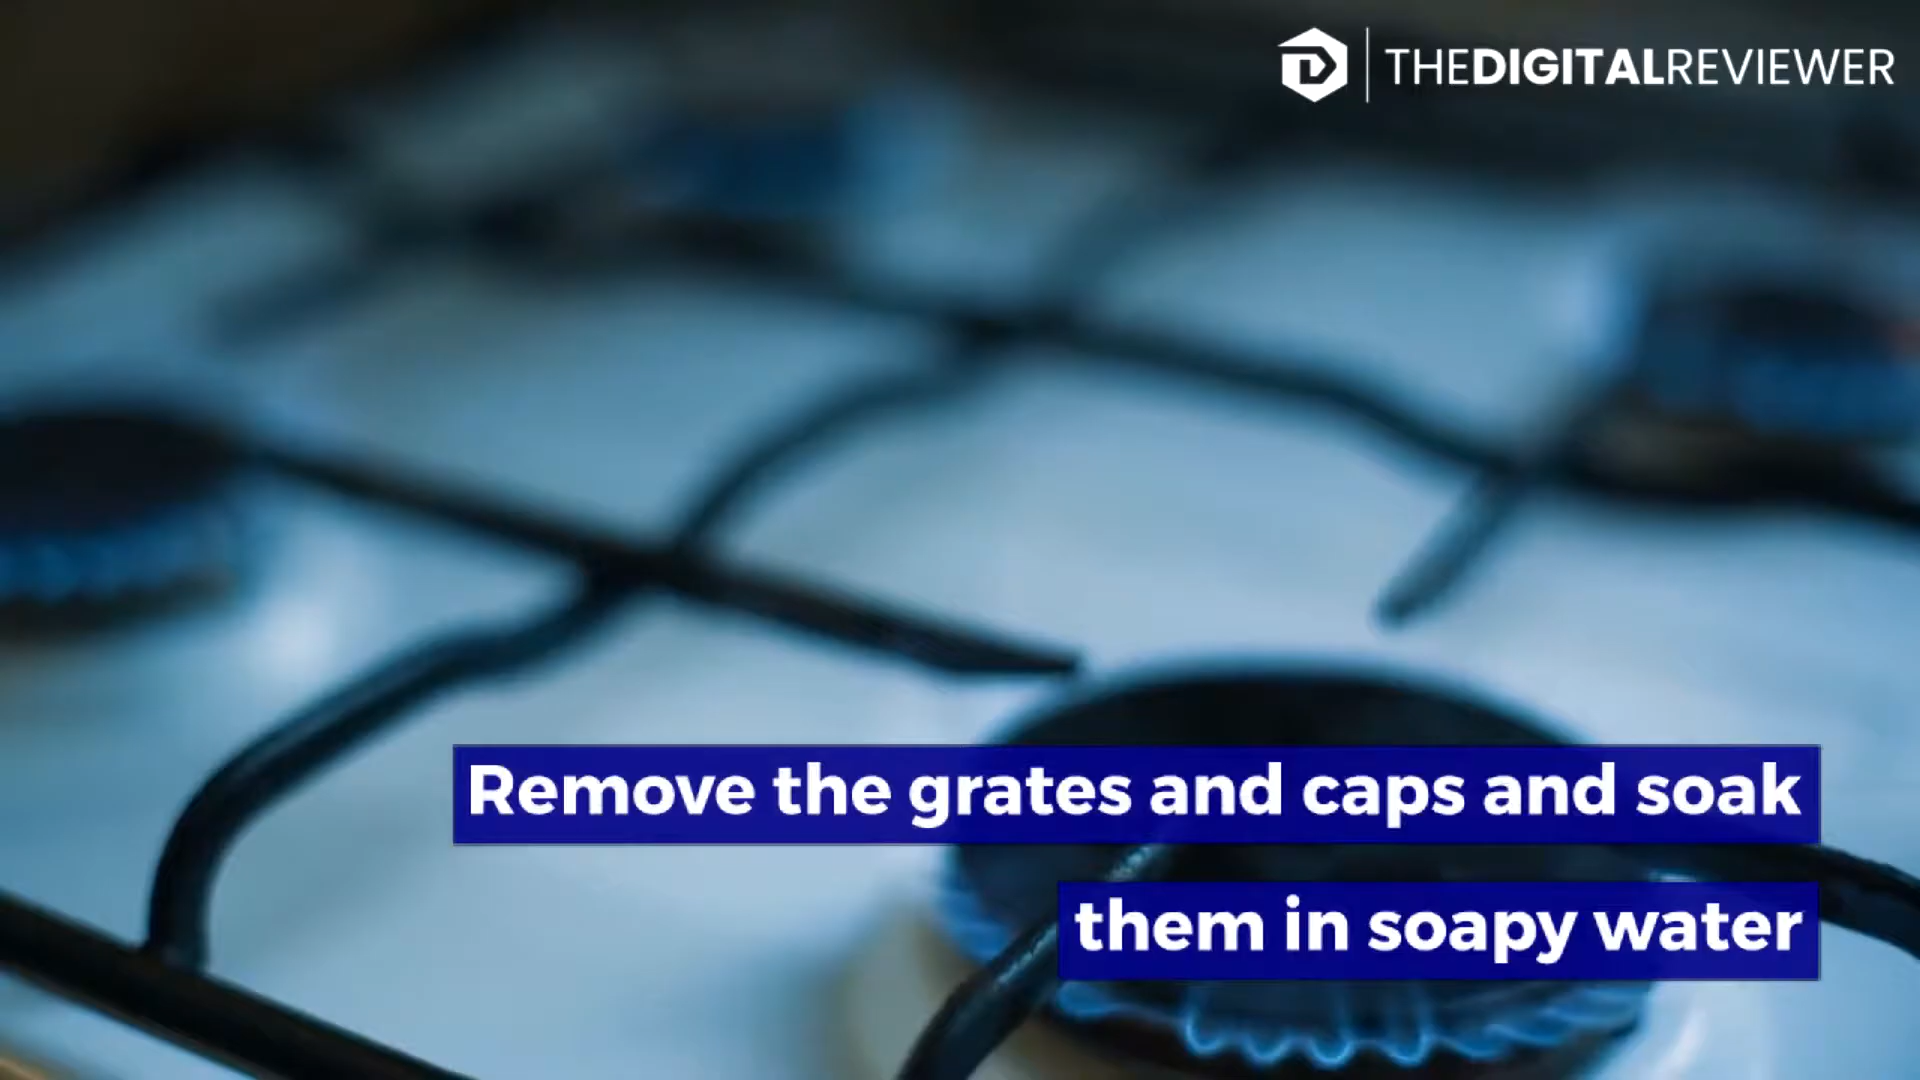 THEDIGITALREVIEWER
Remove the grates and caps and soak
them in soapy water